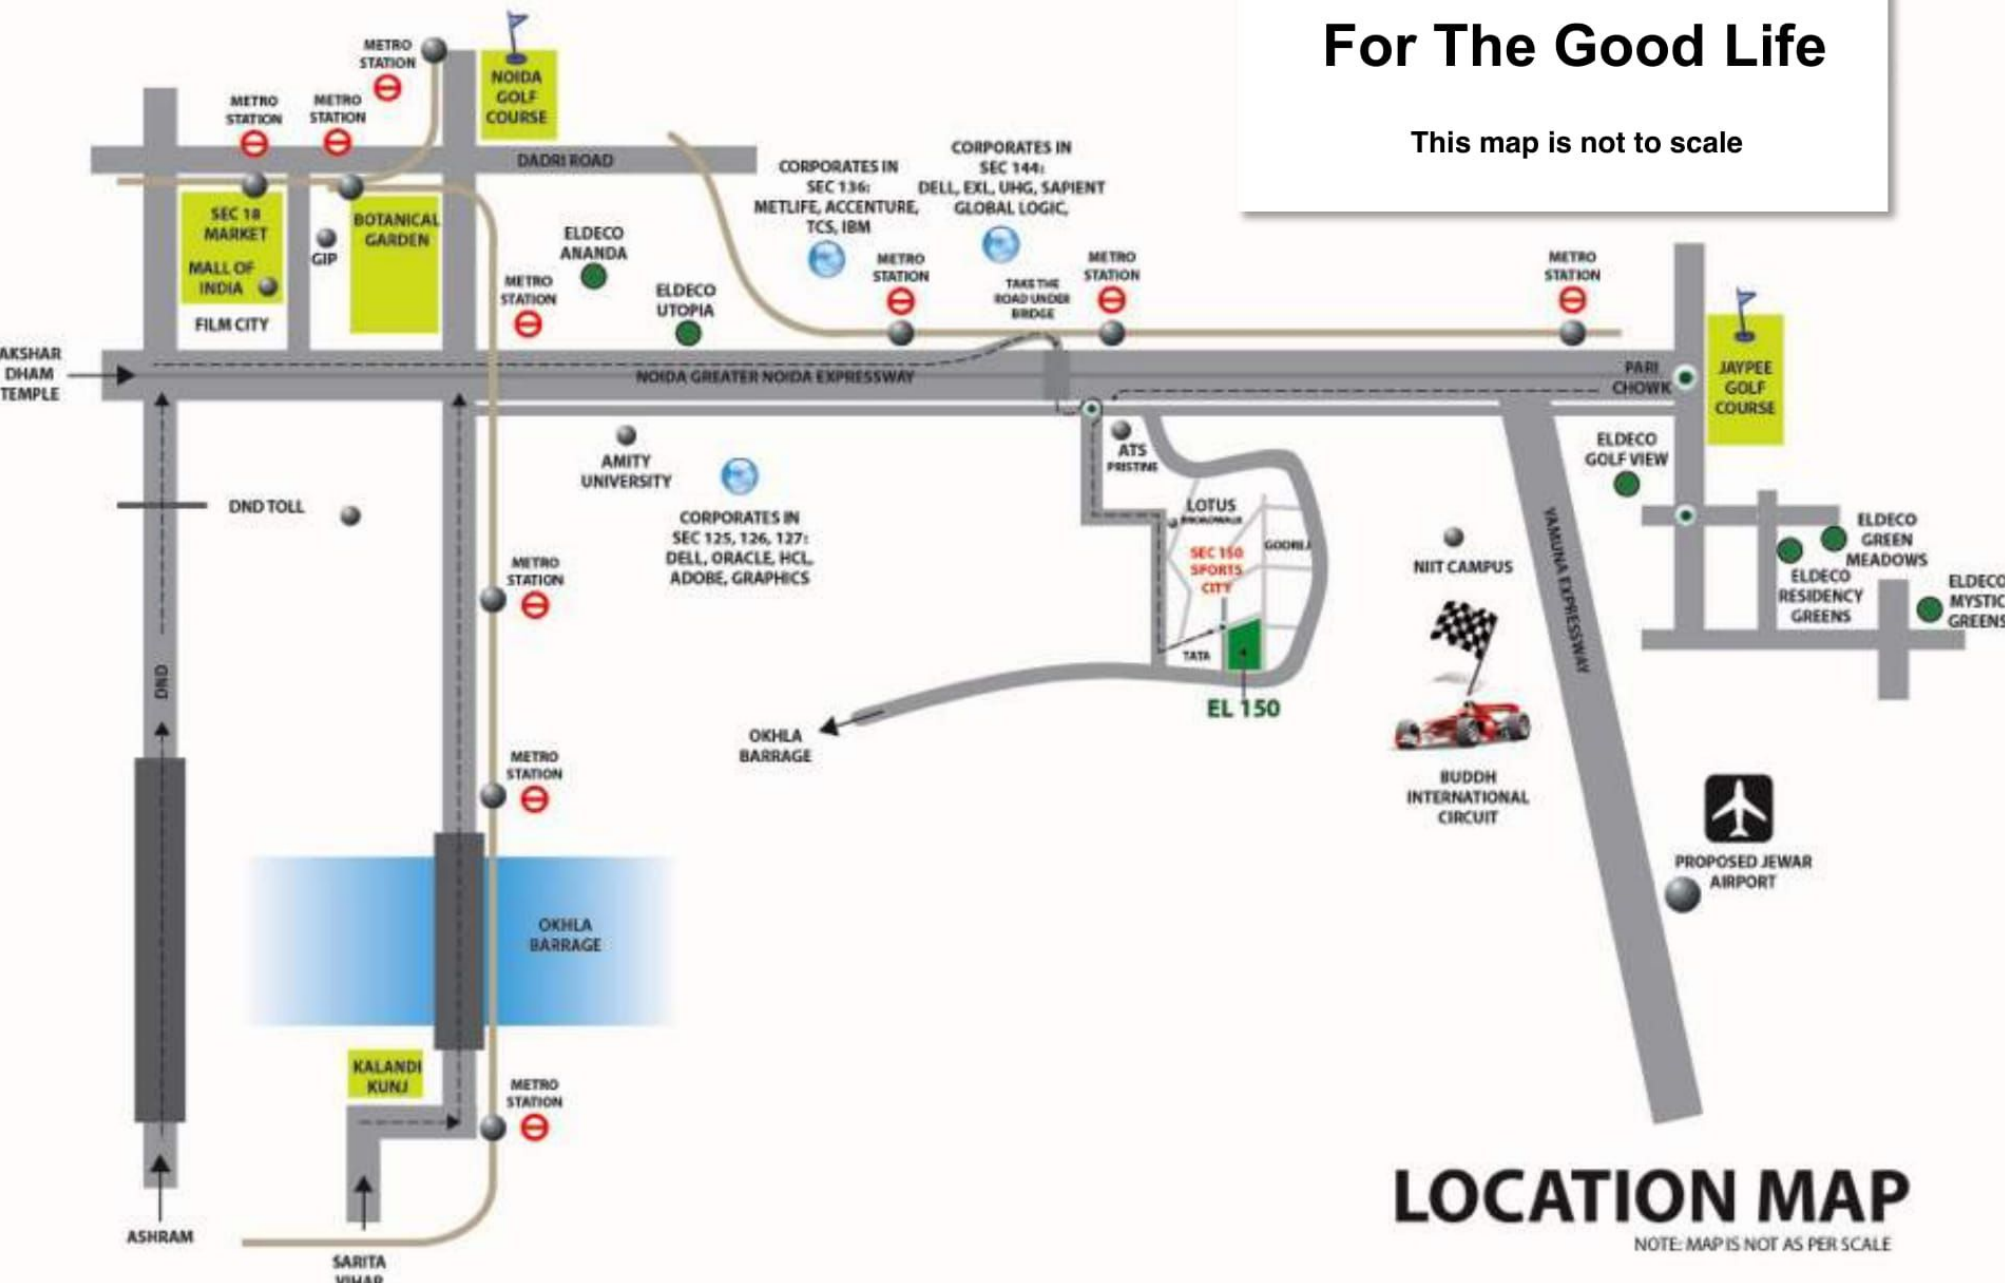 For The Good Life
This map is not to scale
METRO
STATION
NOIDA
GOLF
COURSE
METRO
STATION
METRO
STATION
DADRI ROAD
CORPORATES IN
SEC 136:
METLIFE, ACCENTURE,
TCS, IBM
CORPORATES IN
SEC 144:
DELL, EXL, UHG, SAPIENT
GLOBAL LOGIC,
SEC 18
MARKET
MALL OF
INDIA
GIP
BOTANICAL
GARDEN
FILM CITY
ELDECO
ANANDA
METRO
STATION
ELDECO
UTOPIA
METRO
STATION
TAKE THE
ROAD UNDER
BRIDGE
METRO
STATION
METRO
STATION
AKSHAR
DHAM
TEMPLE
NOIDA GREATER NOIDA EXPRESSWAY
PARI
CHOWK
JAYPEE
GOLF
COURSE
AMITY
UNIVERSITY
ATS
PRISTINE
ELDECO
GOLF VIEW
DND TOLL
CORPORATES IN
SEC 125, 126, 127:
DELL, ORACLE, HCL,
ADOBE, GRAPHICS
LOTUS
SEC 150
SPORTS
CITY
TATA
EL 150
NIIT CAMPUS
YAMUNA EXPRESSWAY
ELDECO
GREEN
MEADOWS
ELDECO
RESIDENCY
GREENS
ELDECO
MYSTIC
GREENS
METRO
STATION
DND
OKHLA
BARRAGE
METRO
STATION
BUDDH
INTERNATIONAL
CIRCUIT
PROPOSED JEWAR
AIRPORT
OKHLA
BARRAGE
KALANDI
KUNJ
METRO
STATION
ASHRAM
SARITA
VIHAR
LOCATION MAP
NOTE: MAP IS NOT AS PER SCALE